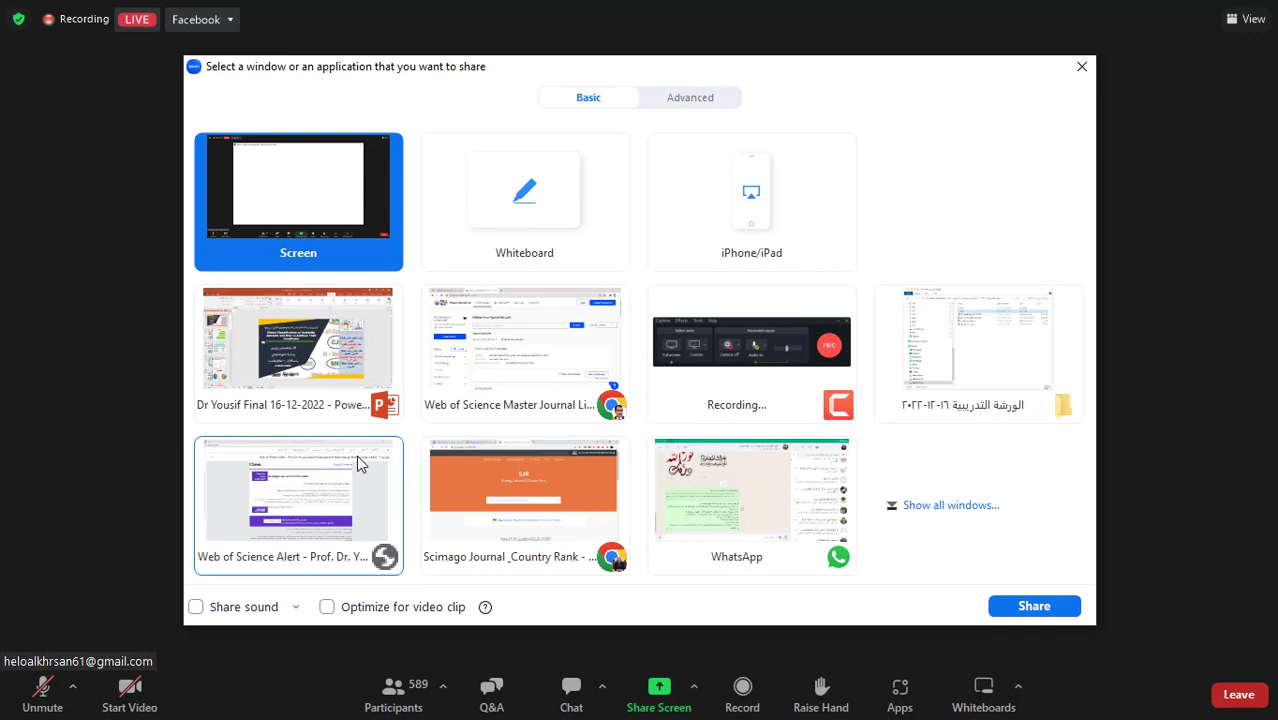 Recording
LIVE
Facebook
View
zoom
Select a window or an application that you want to share
Basic
Advanced
Screen
Whiteboard
iPhone/iPad
SJR
rec
Dr Yousif Final 16-12-2022 - Powe...
Web of Science Master Journal Li...
Recording...
الورشة التدريبية ١٦-١٢-٢٠٢٢
Show all windows...
Web of Science Alert - Prof. Dr. Y...
Scimago Journal _Country Rank - ...
WhatsApp
Share sound
Optimize for video clip
?
Share
heloalkhrsan61@gmail.com
Unmute
Start Video
589
Participants
Q&A
Chat
Share Screen
Record
Raise Hand
Apps
Whiteboards
Leave